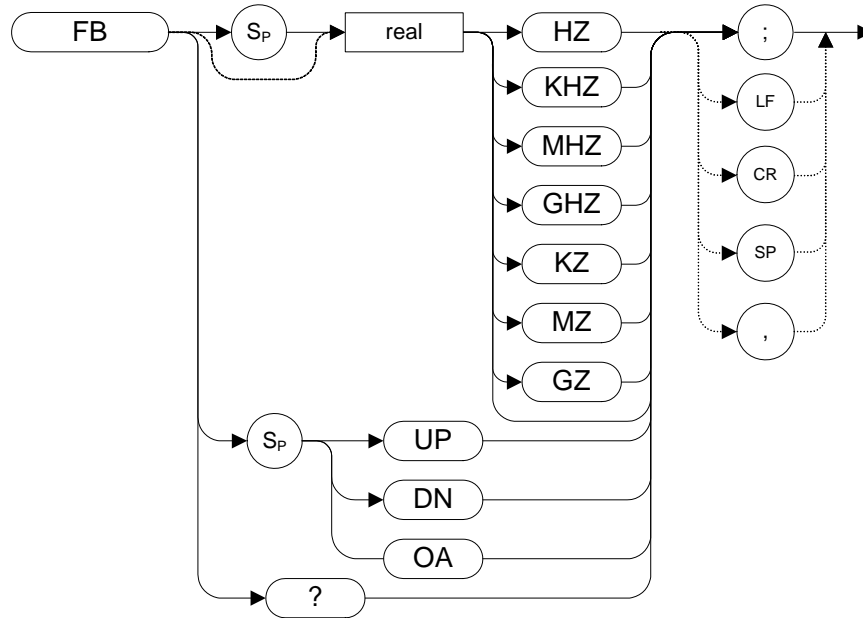 FB
SP
real
HZ
;
KHZ
LF
MHZ
CR
GHZ
KZ
SP
MZ
,
GZ
SP
UP
DN
OA
?